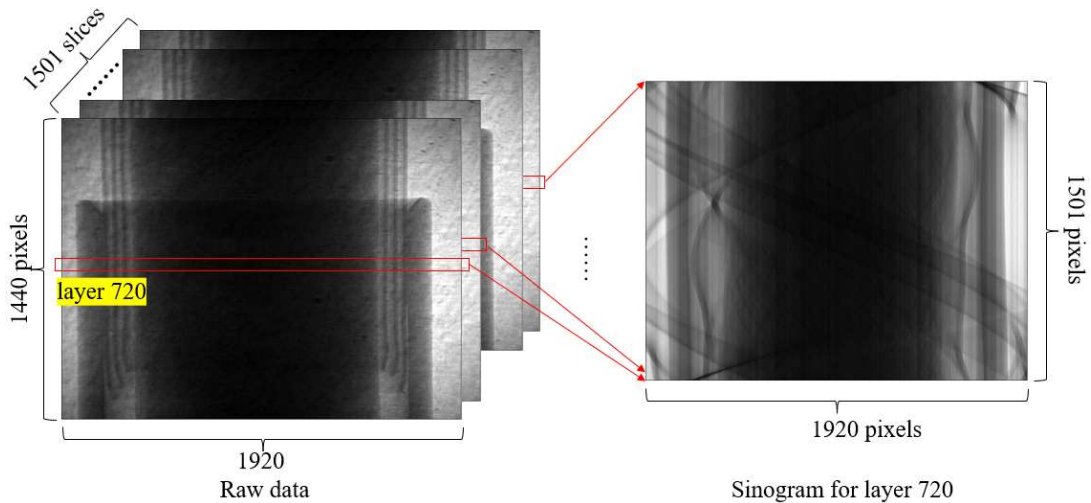 1501 slices
1440 pixels
layer 720
1920
Raw data
1501 pixels
1920 pixels
Sinogram for layer 720